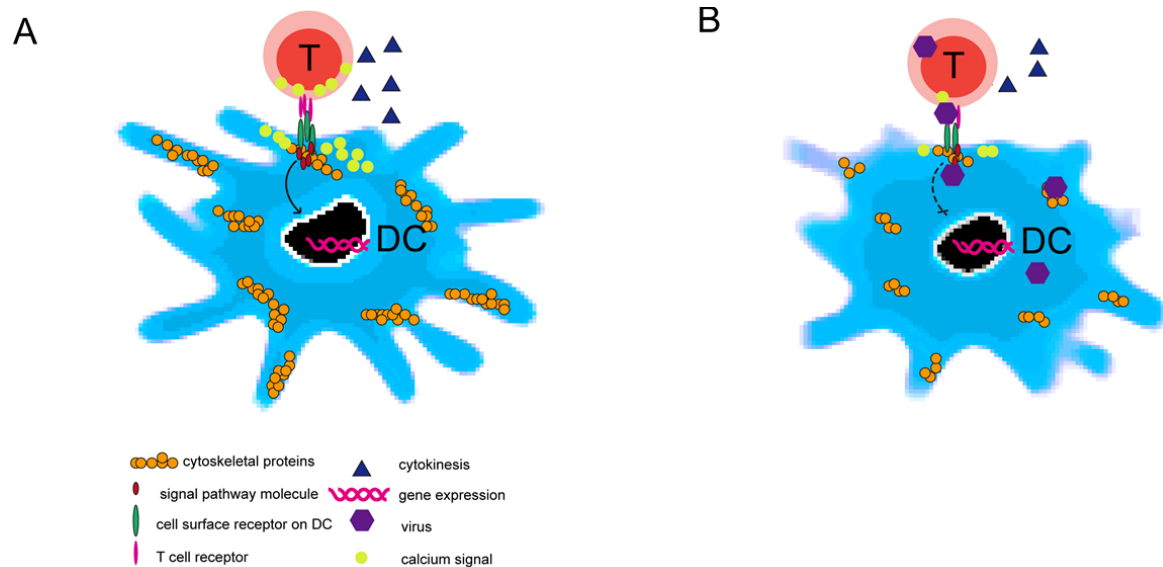 A
B
T
T
DC
DC
cytoskeletal proteins
cytokinesis
signal pathway molecule
gene expression
cell surface receptor on DC
virus
T cell receptor
calcium signal